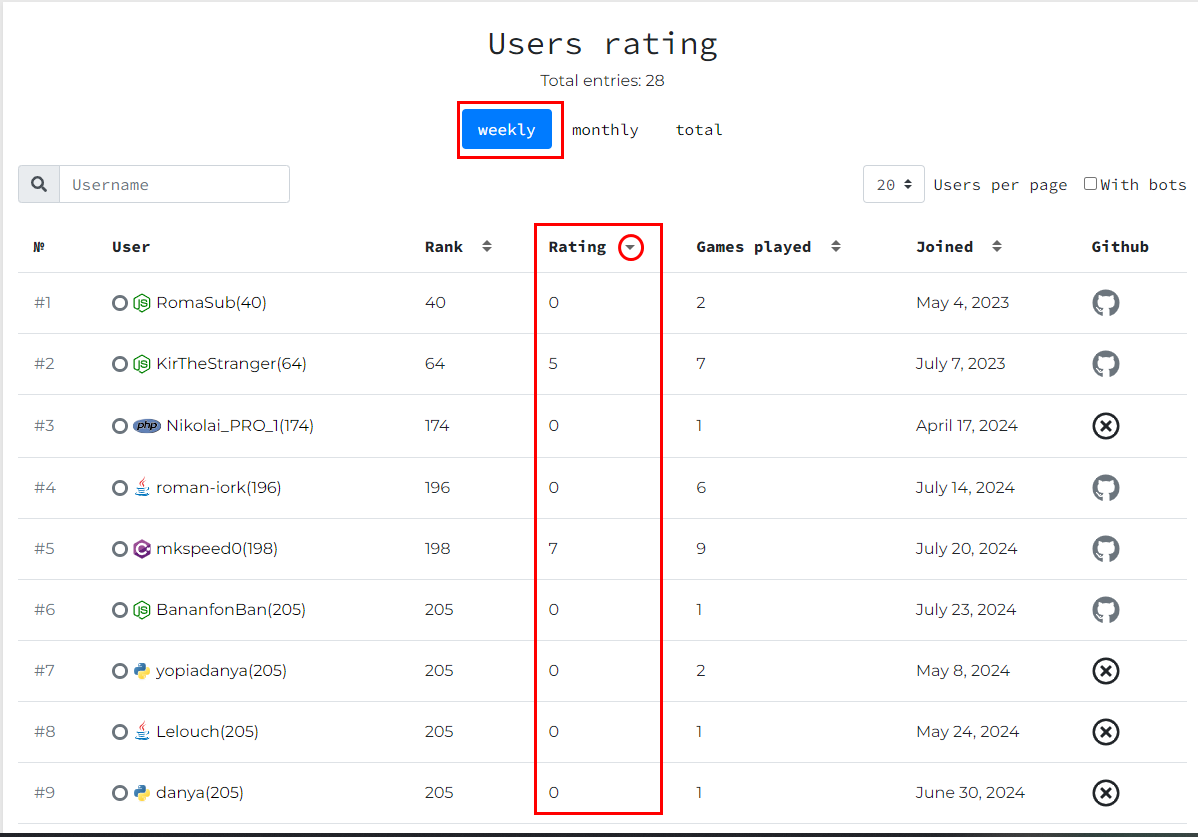 Users rating
Total entries: 28
weekly monthly total
Username 20 Users per page With bots
№ User Rank Rating Games played Joined Github
#1 JS RomaSub(40) 40 0 2 May 4, 2023
#2 JS KirTheStranger(64) 64 5 7 July 7, 2023
#3 php Nikolai_PRO_1(174) 174 0 1 April 17, 2024
#4 roman-iork(196) 196 0 6 July 14, 2024
#5 C mkspeed0(198) 198 7 9 July 20, 2024
#6 JS BananfonBan(205) 205 0 1 July 23, 2024
#7 yopiadanya(205) 205 0 2 May 8, 2024
#8 Lelouch(205) 205 0 1 May 24, 2024
#9 danya(205) 205 0 1 June 30, 2024